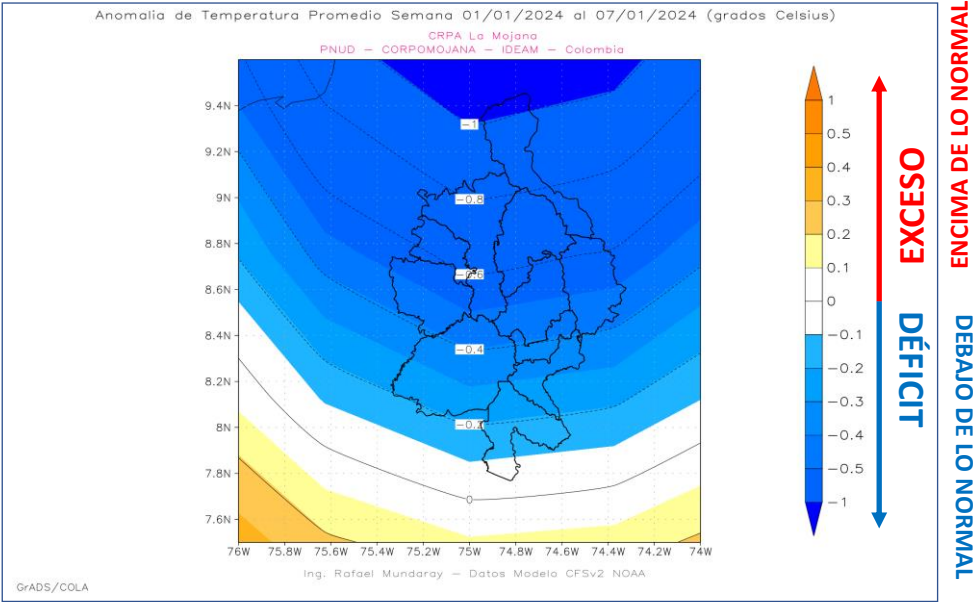 Anomalia de Temperatura Promedio Semana 01/01/2024 al 07/01/2024 (grados Celsius)
CRPA La Mojana
PNUD – CORPOMOJANA – IDEAM – Colombia
9.4N
9.2N
9N
8.8N
8.6N
8.4N
8.2N
8N
7.8N
7.6N
−1
−0.8
−0.6
−0.4
−0.2
0
76W 75.8W 75.6W 75.4W 75.2W 75W 74.8W 74.6W 74.4W 74.2W 74W
1
0.5
0.4
0.3
0.2
0.1
0
−0.1
−0.2
−0.3
−0.4
−0.5
−1
EXCESO
DÉFICIT
ENCIMA DE LO NORMAL
DEBAJO DE LO NORMAL
Ing. Rafael Mundaray – Datos Modelo CFSv2 NOAA
GrADS/COLA